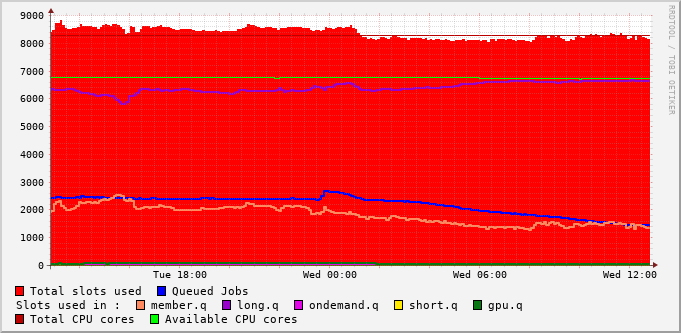 9000
8000
7000
6000
5000
4000
3000
2000
1000
0
Tue 18:00 Wed 00:00 Wed 06:00 Wed 12:00
RRDTOOL / TOBI OETIKER
Total slots used Queued Jobs
Slots used in : member.q long.q ondemand.q short.q gpu.q
Total CPU cores Available CPU cores